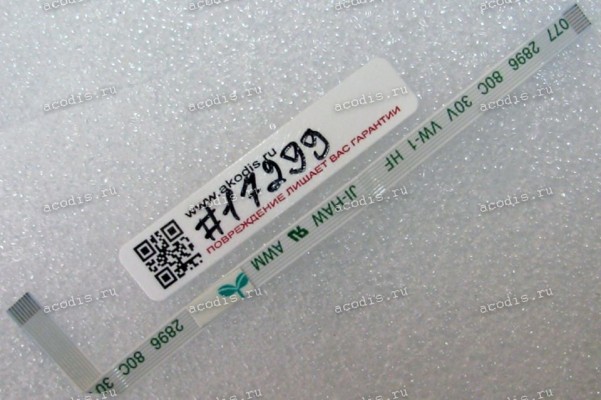 www.akodis.ru
#11299
ПОВРЕЖДЕНИЕ ЛИШАЕТ ВАС ГАРАНТИИ
077 2896 80C 30V VW-1 HF JI-HAW AWM
2896 80C 30
acodis.ru